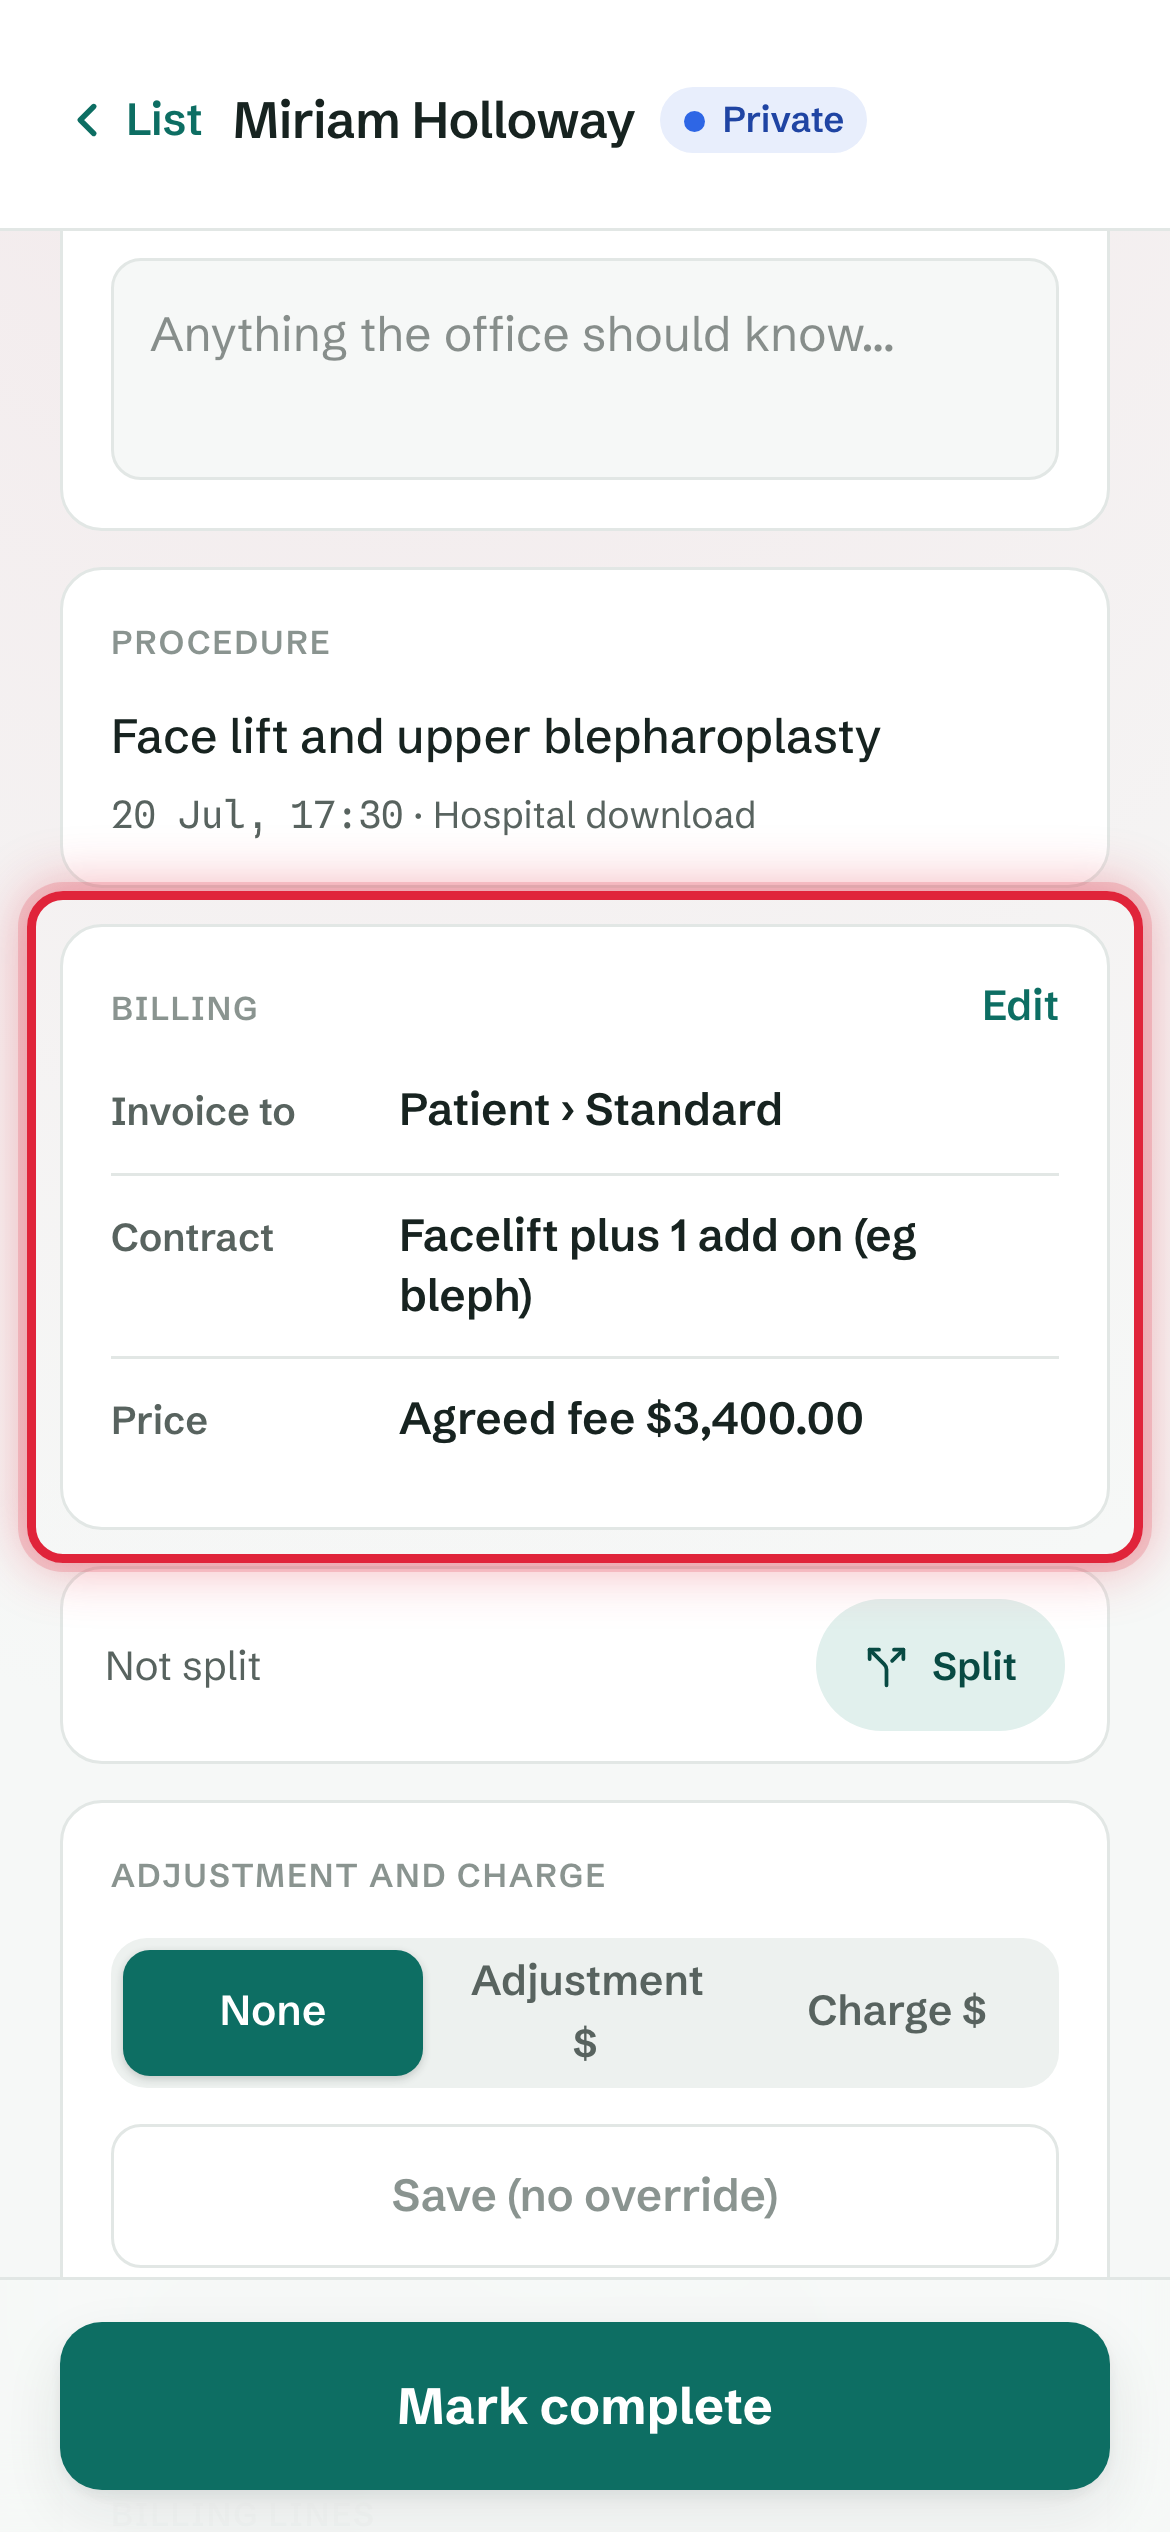 List Miriam Holloway Private
Anything the office should know...
PROCEDURE
Face lift and upper blepharoplasty
20 Jul, 17:30 · Hospital download
BILLING Edit
Invoice to Patient › Standard
Contract Facelift plus 1 add on (eg
bleph)
Price Agreed fee $3,400.00
Not split Split
ADJUSTMENT AND CHARGE
None Adjustment
$ Charge $
Save (no override)
Mark complete
BILLING LINES